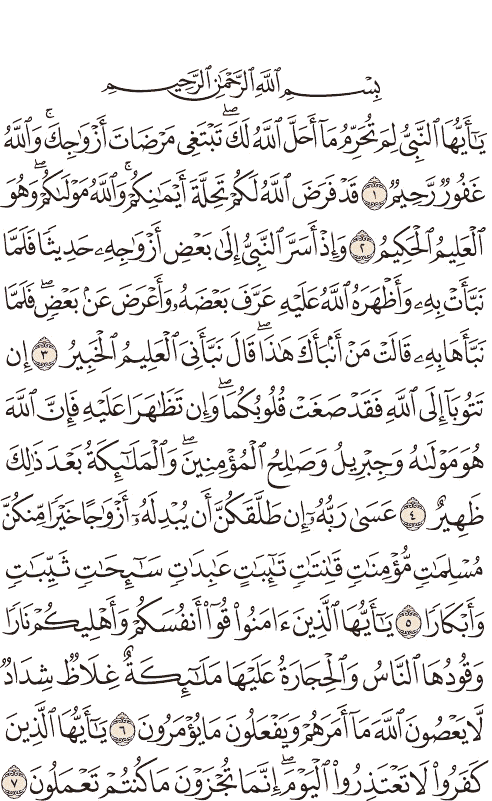 بِسْمِ ٱللَّهِ ٱلرَّحْمَٰنِ ٱلرَّحِيمِ
يَٰٓأَيُّهَا ٱلنَّبِىُّ لِمَ تُحَرِّمُ مَآ أَحَلَّ ٱللَّهُ لَكَ ۖ تَبْتَغِى مَرْضَاتَ أَزْوَٰجِكَ ۚ وَٱللَّهُ
غَفُورٌ رَّحِيمٌ ١ قَدْ فَرَضَ ٱللَّهُ لَكُمْ تَحِلَّةَ أَيْمَٰنِكُمْ ۚ وَٱللَّهُ مَوْلَىٰكُمْ ۖ وَهُوَ
ٱلْعَلِيمُ ٱلْحَكِيمُ ٢ وَإِذْ أَسَرَّ ٱلنَّبِىُّ إِلَىٰ بَعْضِ أَزْوَٰجِهِۦ حَدِيثًا فَلَمَّا
نَبَّأَتْ بِهِۦ وَأَظْهَرَهُ ٱللَّهُ عَلَيْهِ عَرَّفَ بَعْضَهُۥ وَأَعْرَضَ عَنۢ بَعْضٍ ۖ فَلَمَّا
نَبَّأَهَا بِهِۦ قَالَتْ مَنْ أَنۢبَأَكَ هَٰذَا ۖ قَالَ نَبَّأَنِىَ ٱلْعَلِيمُ ٱلْخَبِيرُ ٣ إِن
تَتُوبَآ إِلَى ٱللَّهِ فَقَدْ صَغَتْ قُلُوبُكُمَا ۖ وَإِن تَظَٰهَرَا عَلَيْهِ فَإِنَّ ٱللَّهَ
هُوَ مَوْلَىٰهُ وَجِبْرِيلُ وَصَٰلِحُ ٱلْمُؤْمِنِينَ ۖ وَٱلْمَلَٰٓئِكَةُ بَعْدَ ذَٰلِكَ
ظَهِيرٌ ٤ عَسَىٰ رَبُّهُۥٓ إِن طَلَّقَكُنَّ أَن يُبْدِلَهُۥٓ أَزْوَٰجًا خَيْرًا مِّنكُنَّ
مُسْلِمَٰتٍ مُّؤْمِنَٰتٍ قَٰنِتَٰتٍ تَٰٓئِبَٰتٍ عَٰبِدَٰتٍ سَٰٓئِحَٰتٍ ثَيِّبَٰتٍ
وَأَبْكَارًا ٥ يَٰٓأَيُّهَا ٱلَّذِينَ ءَامَنُوا۟ قُوٓا۟ أَنفُسَكُمْ وَأَهْلِيكُمْ نَارًا
وَقُودُهَا ٱلنَّاسُ وَٱلْحِجَارَةُ عَلَيْهَا مَلَٰٓئِكَةٌ غِلَاظٌ شِدَادٌ
لَّا يَعْصُونَ ٱللَّهَ مَآ أَمَرَهُمْ وَيَفْعَلُونَ مَا يُؤْمَرُونَ ٦ يَٰٓأَيُّهَا ٱلَّذِينَ
كَفَرُوا۟ لَا تَعْتَذِرُوا۟ ٱلْيَوْمَ ۖ إِنَّمَا تُجْزَوْنَ مَا كُنتُمْ تَعْمَلُونَ ٧